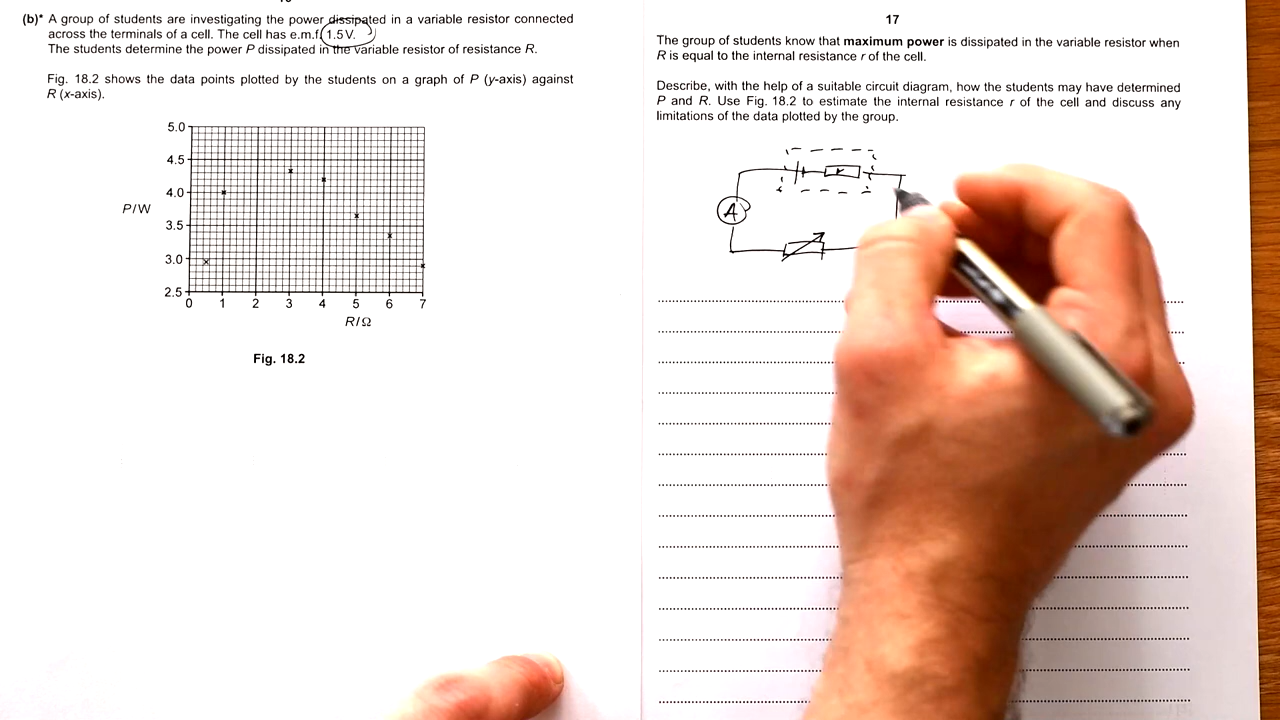 (b)* A group of students are investigating the power dissipated in a variable resistor connected
across the terminals of a cell. The cell has e.m.f. 1.5 V.
The students determine the power P dissipated in the variable resistor of resistance R.
Fig. 18.2 shows the data points plotted by the students on a graph of P (y-axis) against
R (x-axis).
5.0
4.5
4.0
P/W
3.5
3.0
2.5
0 1 2 3 4 5 6 7
R/Ω
Fig. 18.2
17
The group of students know that maximum power is dissipated in the variable resistor when
R is equal to the internal resistance r of the cell.
Describe, with the help of a suitable circuit diagram, how the students may have determined
P and R. Use Fig. 18.2 to estimate the internal resistance r of the cell and discuss any
limitations of the data plotted by the group.
r
A